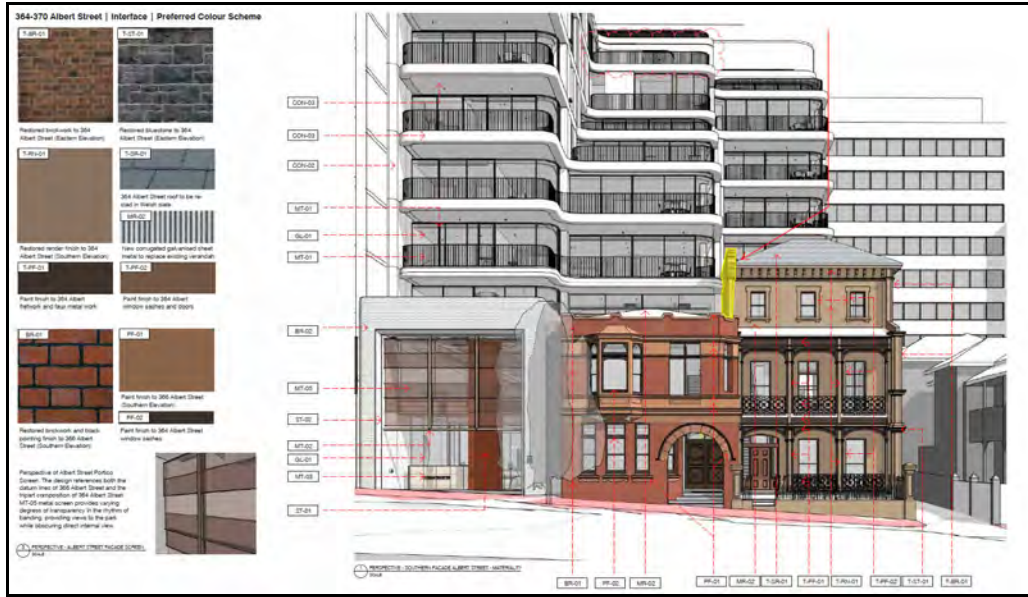 364-370 Albert Street | Interface | Preferred Colour Scheme
T-BR-01
T-ST-01
Restored brickwork to 364
Albert Street (Eastern Elevation)
Restored bluestone to 364
Albert Street (Eastern Elevation)
T-RN-01
T-SR-01
364 Albert Street roof to be re-
clad in Welsh slate
MR-02
Restored render finish to 364
Albert Street (Southern Elevation)
New corrugated galvanised sheet
metal to replace existing verandah
T-PF-01
T-PF-02
Paint finish to 364 Albert
fretwork and faux metal work
Paint finish to 364 Albert
window sashes and doors
BR-01
PF-01
Paint finish to 366 Albert Street
(Southern Elevation)
PF-02
Restored brickwork and black
pointing finish to 366 Albert
Street (Southern Elevation)
Paint finish to 364 Albert Street
window sashes
Perspective of Albert Street Portico
Screen. The design references both the
datum lines of 366 Albert Street and the
tripart composition of 364 Albert Street.
MT-05 metal screen provides varying
degrees of transparency in the rhythm of
banding, providing views to the park
while obscuring direct internal view.
PERSPECTIVE - ALBERT STREET FACADE SCREEN
CON-03
CON-03
CON-02
MT-01
GL-01
MT-01
BR-02
MT-05
ST-02
MT-02
GL-01
MT-05
ST-01
PERSPECTIVE - SOUTHERN FACADE ALBERT STREET - MATERIALITY
BR-01
PF-02
MR-02
PF-01
MR-02
T-SR-01
T-PF-01
T-RN-01
T-PF-02
T-ST-01
T-BR-01